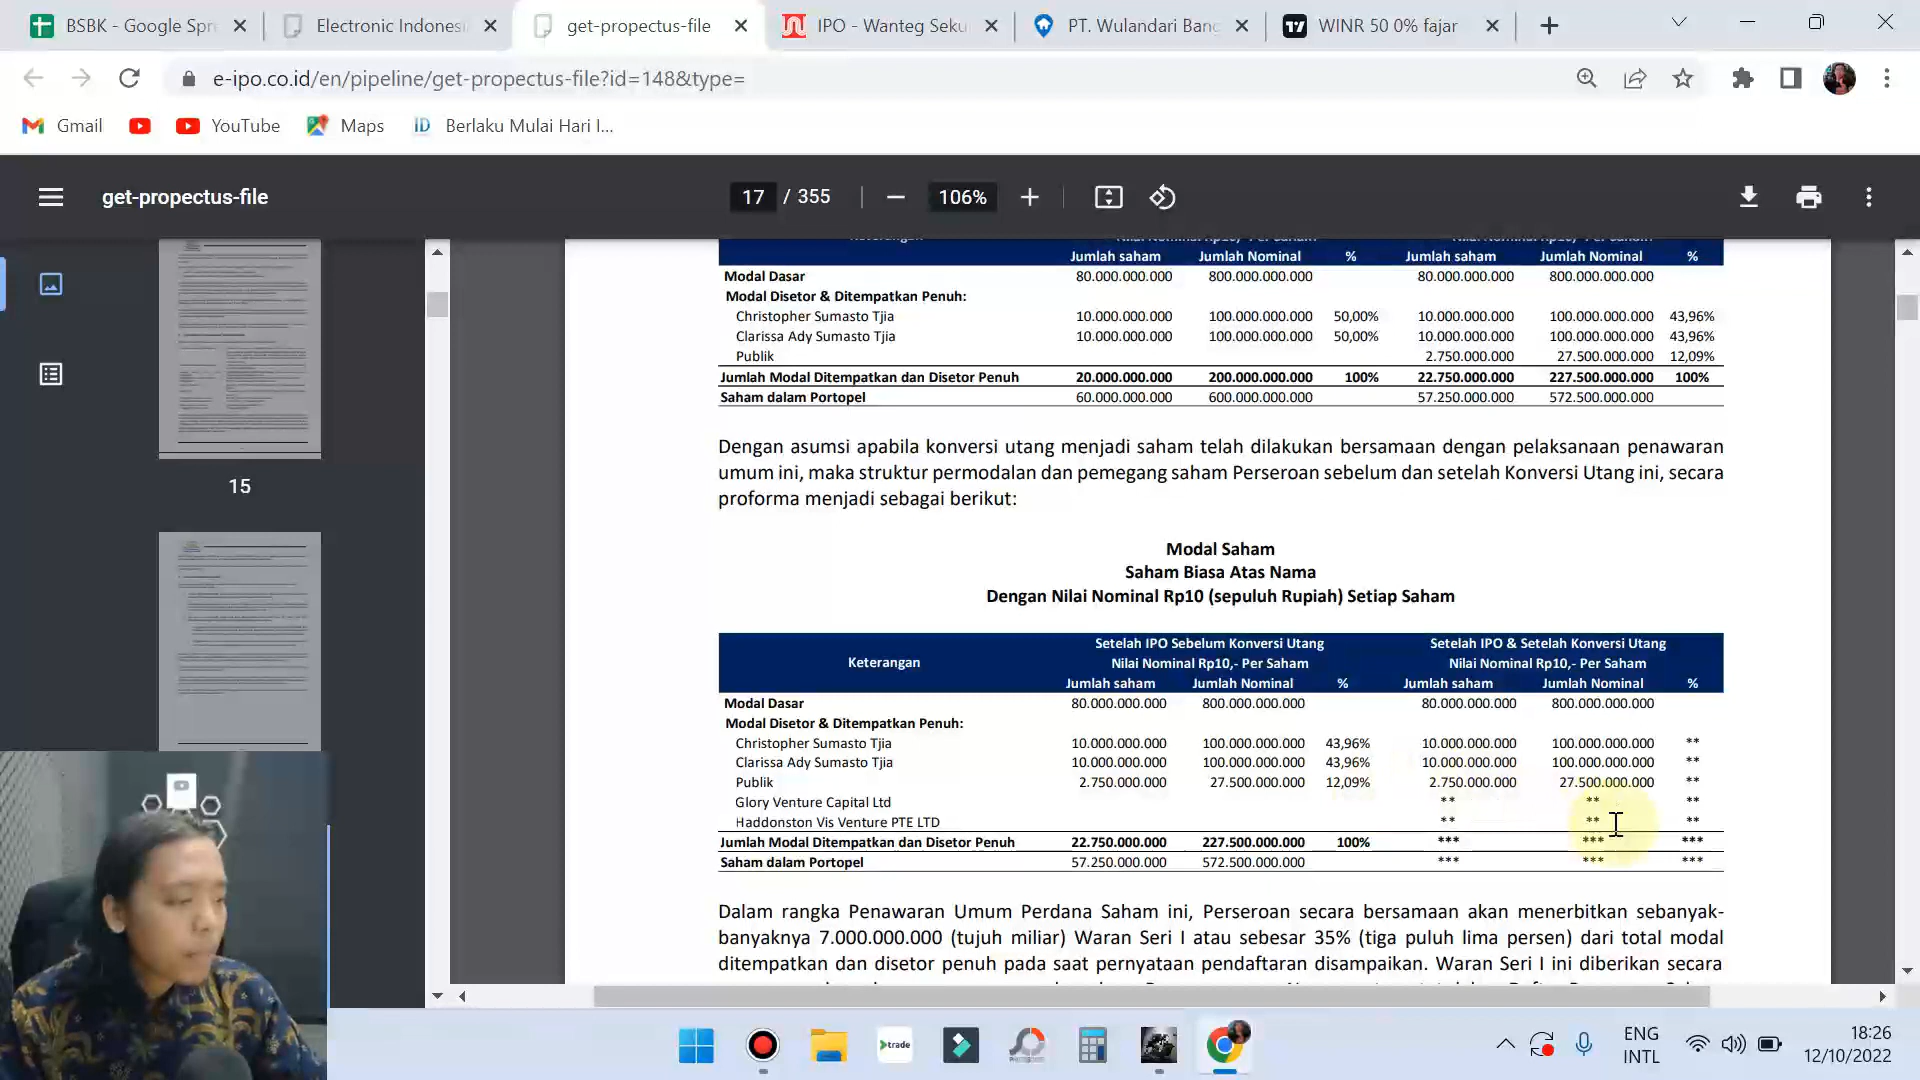 BSBK - Google Spre
Electronic Indonesi
get-propectus-file
IPO - Wanteg Seku
PT. Wulandari Bang
WINR 50 0% fajar
e-ipo.co.id/en/pipeline/get-propectus-file?id=148&type=
Gmail
YouTube
Maps
ID Berlaku Mulai Hari I...
get-propectus-file
17 / 355
106%
Jumlah saham Jumlah Nominal % Jumlah saham Jumlah Nominal %
Modal Dasar 80.000.000.000 800.000.000.000 80.000.000.000 800.000.000.000
Modal Disetor & Ditempatkan Penuh:
Christopher Sumasto Tjia 10.000.000.000 100.000.000.000 50,00% 10.000.000.000 100.000.000.000 43,96%
Clarissa Ady Sumasto Tjia 10.000.000.000 100.000.000.000 50,00% 10.000.000.000 100.000.000.000 43,96%
Publik 2.750.000.000 27.500.000.000 12,09%
Jumlah Modal Ditempatkan dan Disetor Penuh 20.000.000.000 200.000.000.000 100% 22.750.000.000 227.500.000.000 100%
Saham dalam Portopel 60.000.000.000 600.000.000.000 57.250.000.000 572.500.000.000
Dengan asumsi apabila konversi utang menjadi saham telah dilakukan bersamaan dengan pelaksanaan penawaran
umum ini, maka struktur permodalan dan pemegang saham Perseroan sebelum dan setelah Konversi Utang ini, secara
proforma menjadi sebagai berikut:
Modal Saham
Saham Biasa Atas Nama
Dengan Nilai Nominal Rp10 (sepuluh Rupiah) Setiap Saham
Setelah IPO Sebelum Konversi Utang Setelah IPO & Setelah Konversi Utang
Keterangan Nilai Nominal Rp10,- Per Saham Nilai Nominal Rp10,- Per Saham
Jumlah saham Jumlah Nominal % Jumlah saham Jumlah Nominal %
Modal Dasar 80.000.000.000 800.000.000.000 80.000.000.000 800.000.000.000
Modal Disetor & Ditempatkan Penuh:
Christopher Sumasto Tjia 10.000.000.000 100.000.000.000 43,96% 10.000.000.000 100.000.000.000 **
Clarissa Ady Sumasto Tjia 10.000.000.000 100.000.000.000 43,96% 10.000.000.000 100.000.000.000 **
Publik 2.750.000.000 27.500.000.000 12,09% 2.750.000.000 27.500.000.000 **
Glory Venture Capital Ltd ** ** **
Haddonston Vis Venture PTE LTD ** ** **
Jumlah Modal Ditempatkan dan Disetor Penuh 22.750.000.000 227.500.000.000 100% *** *** ***
Saham dalam Portopel 57.250.000.000 572.500.000.000 *** *** ***
Dalam rangka Penawaran Umum Perdana Saham ini, Perseroan secara bersamaan akan menerbitkan sebanyak-
banyaknya 7.000.000.000 (tujuh miliar) Waran Seri I atau sebesar 35% (tiga puluh lima persen) dari total modal
ditempatkan dan disetor penuh pada saat pernyataan pendaftaran disampaikan. Waran Seri I ini diberikan secara
15
trade
ENG
INTL
18:26
12/10/2022